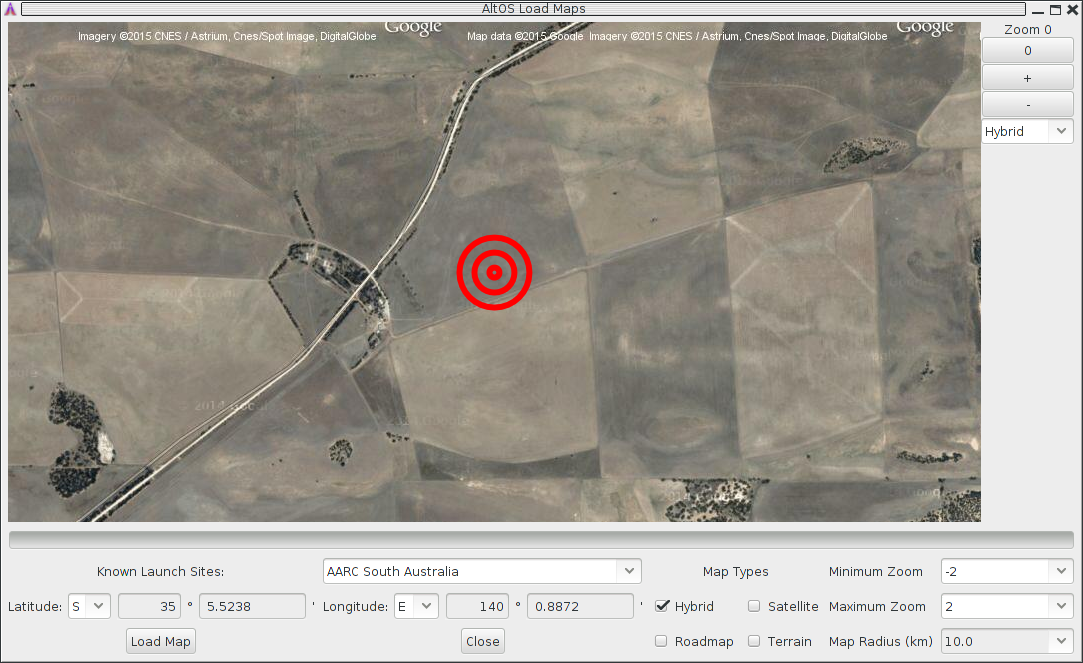 AltOS Load Maps
Imagery ©2015 CNES / Astrium, Cnes/Spot Image, DigitalGlobe
Google
Map data ©2015 Google Imagery ©2015 CNES / Astrium, Cnes/Spot Image, DigitalGlobe
Google
Zoom 0
0
+
-
Hybrid
Known Launch Sites: AARC South Australia Map Types Minimum Zoom -2
Latitude: S 35 ° 5.5238 ' Longitude: E 140 ° 0.8872 ' Hybrid Satellite Maximum Zoom 2
Load Map Close Roadmap Terrain Map Radius (km) 10.0